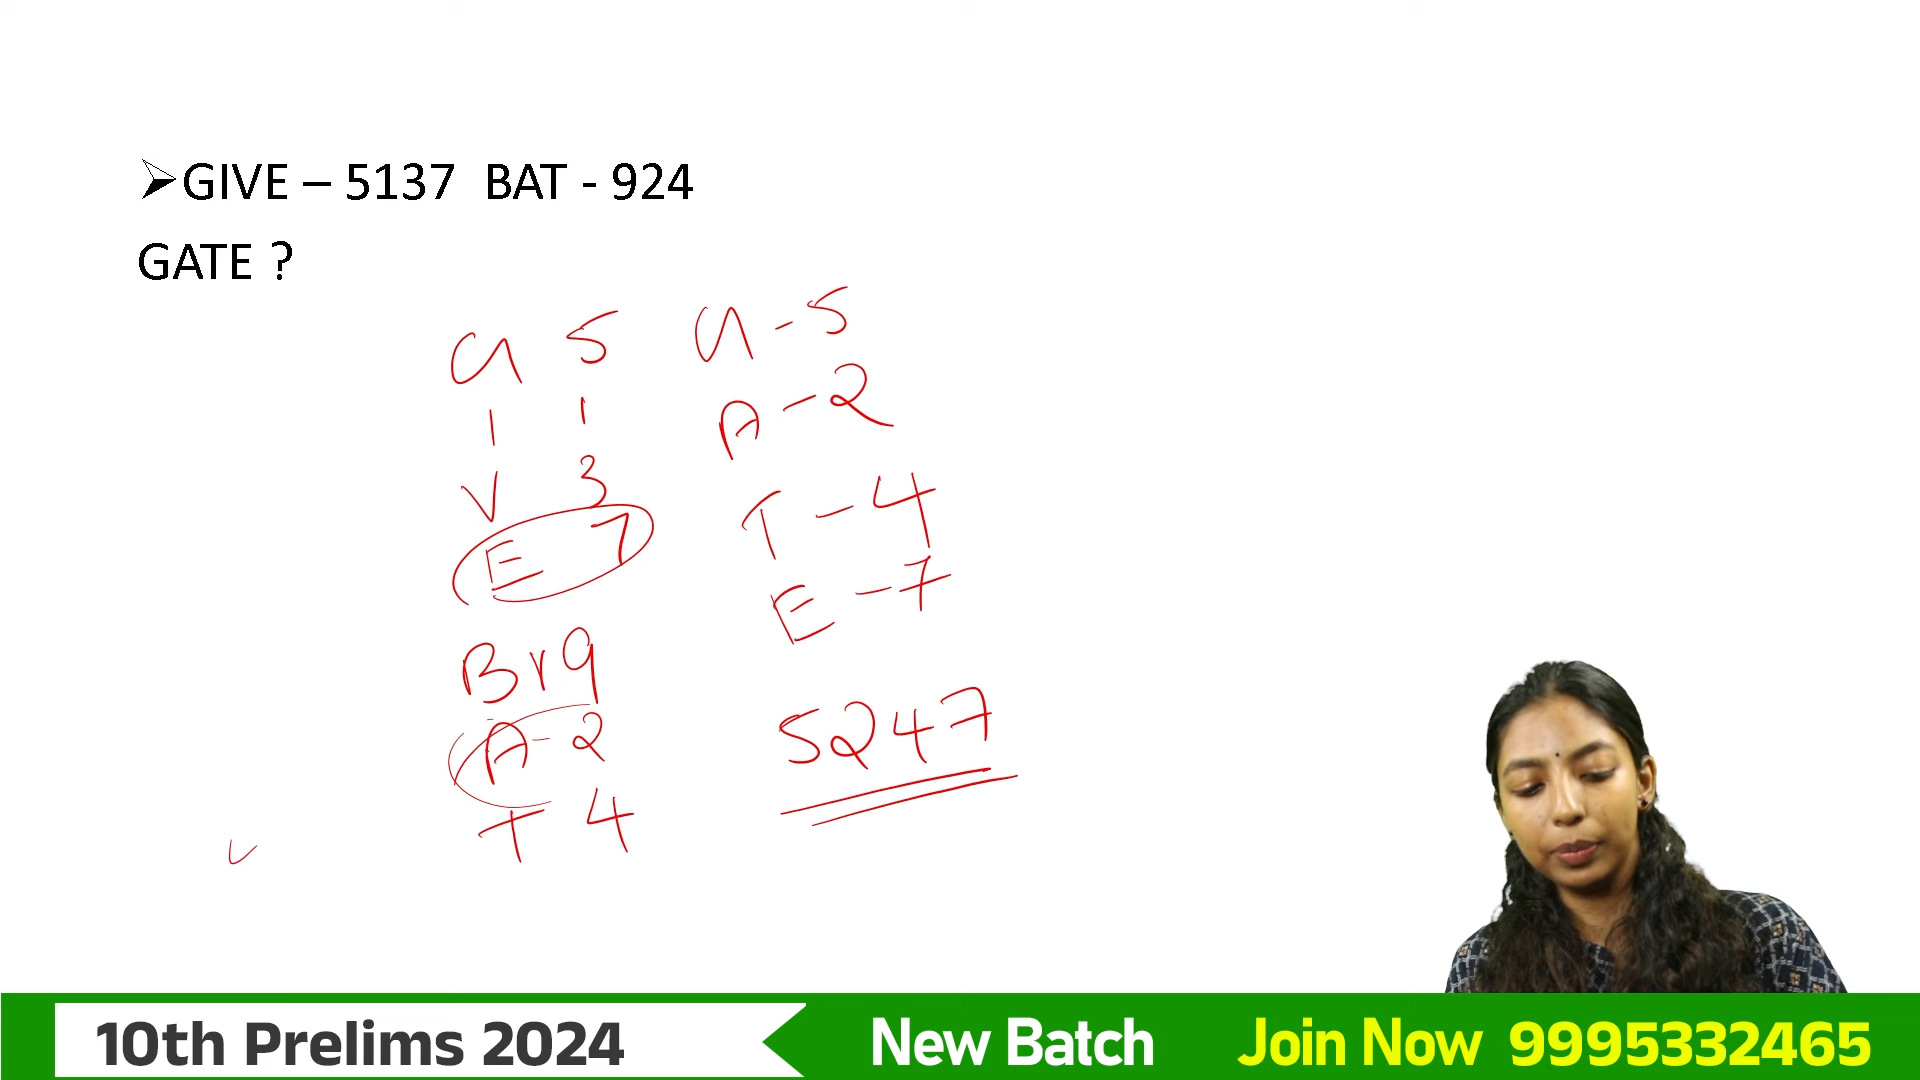 ➢GIVE – 5137 BAT - 924
GATE ?
G 5
I 1
V 3
E 7
B 9
A - 2
T 4
G - 5
A - 2
T - 4
E - 7
5247
10th Prelims 2024
New Batch
Join Now 9995332465